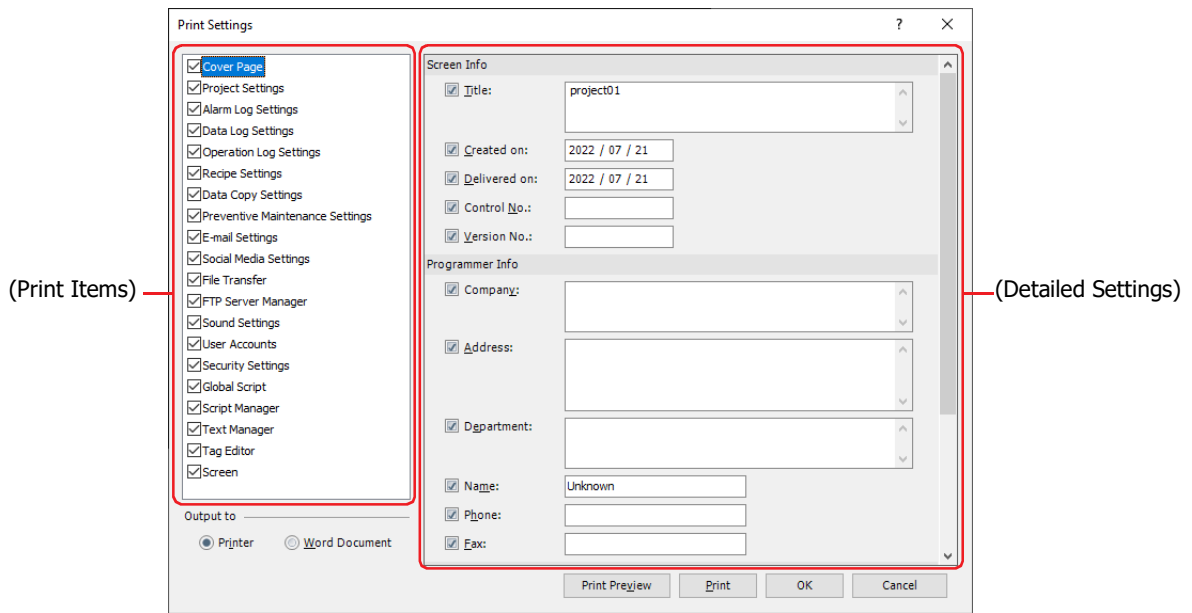 Print Settings
?
Cover Page
Project Settings
Alarm Log Settings
Data Log Settings
Operation Log Settings
Recipe Settings
Data Copy Settings
Preventive Maintenance Settings
E-mail Settings
Social Media Settings
File Transfer
FTP Server Manager
Sound Settings
User Accounts
Security Settings
Global Script
Script Manager
Text Manager
Tag Editor
Screen
(Print Items)
Output to
Printer Word Document
Screen Info
Title: project01
Created on: 2022 / 07 / 21
Delivered on: 2022 / 07 / 21
Control No.:
Version No.:
Programmer Info
Company:
Address:
Department:
Name: Unknown
Phone:
Fax:
(Detailed Settings)
Print Preview Print OK Cancel